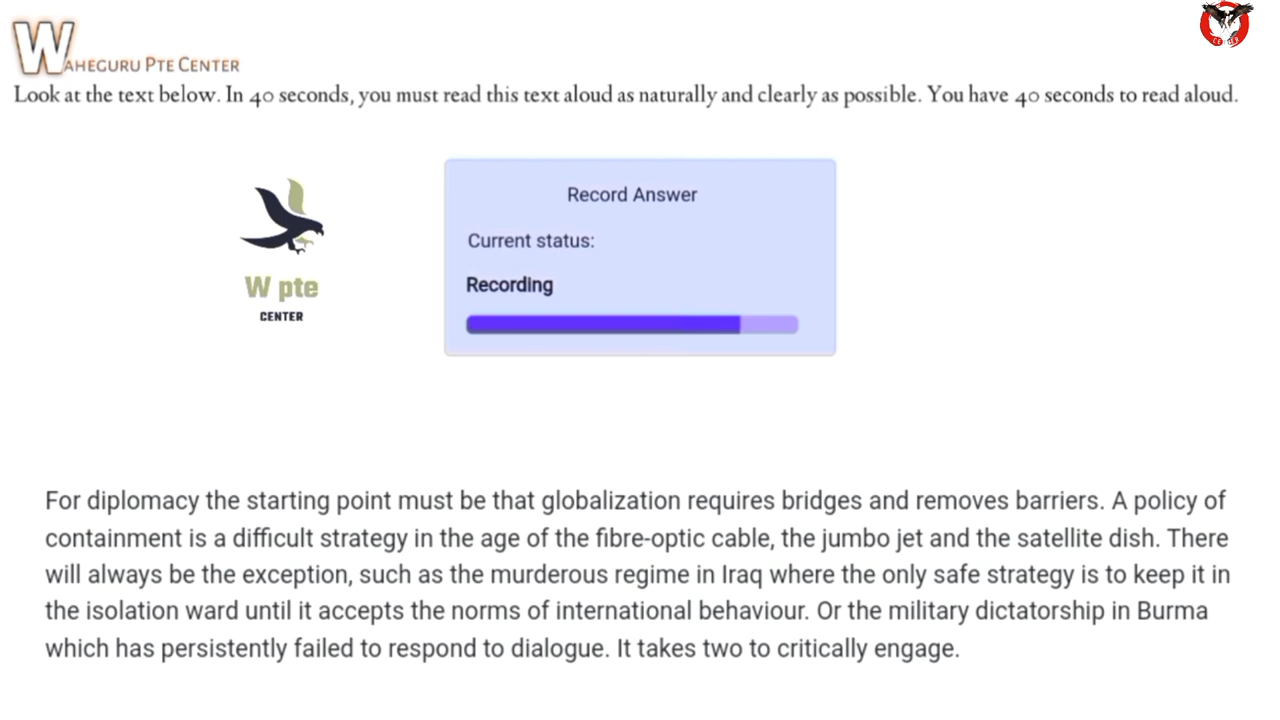 WAHEGURU PTE CENTER
Look at the text below. In 40 seconds, you must read this text aloud as naturally and clearly as possible. You have 40 seconds to read aloud.
Record Answer
Current status:
Recording
W pte
CENTER
For diplomacy the starting point must be that globalization requires bridges and removes barriers. A policy of
containment is a difficult strategy in the age of the fibre-optic cable, the jumbo jet and the satellite dish. There
will always be the exception, such as the murderous regime in Iraq where the only safe strategy is to keep it in
the isolation ward until it accepts the norms of international behaviour. Or the military dictatorship in Burma
which has persistently failed to respond to dialogue. It takes two to critically engage.